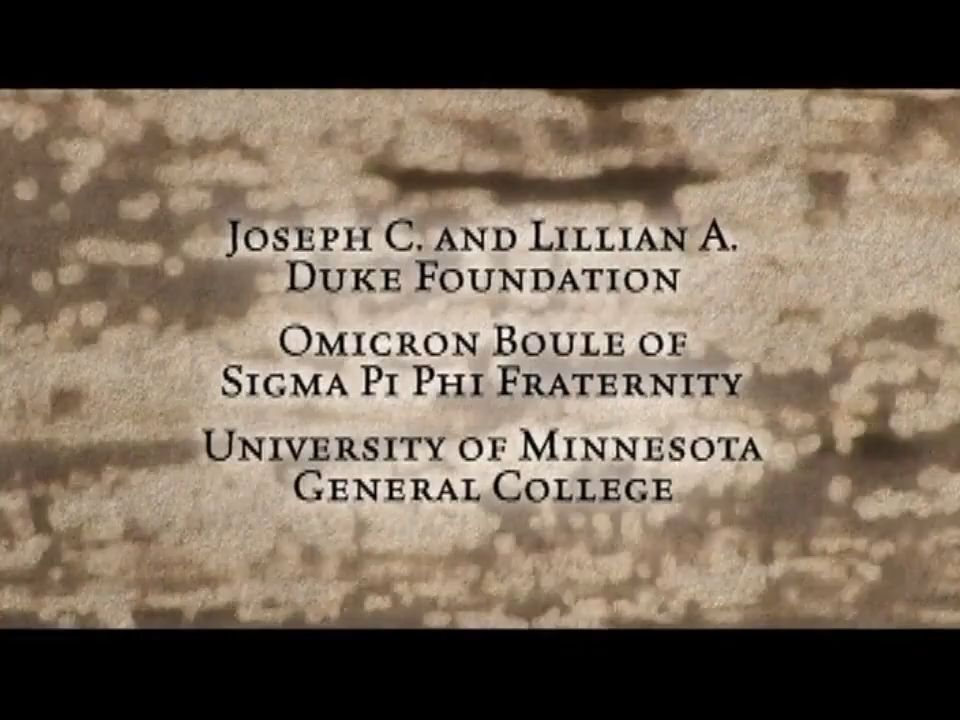 Joseph C. and Lillian A.
Duke Foundation
Omicron Boule of
Sigma Pi Phi Fraternity
University of Minnesota
General College